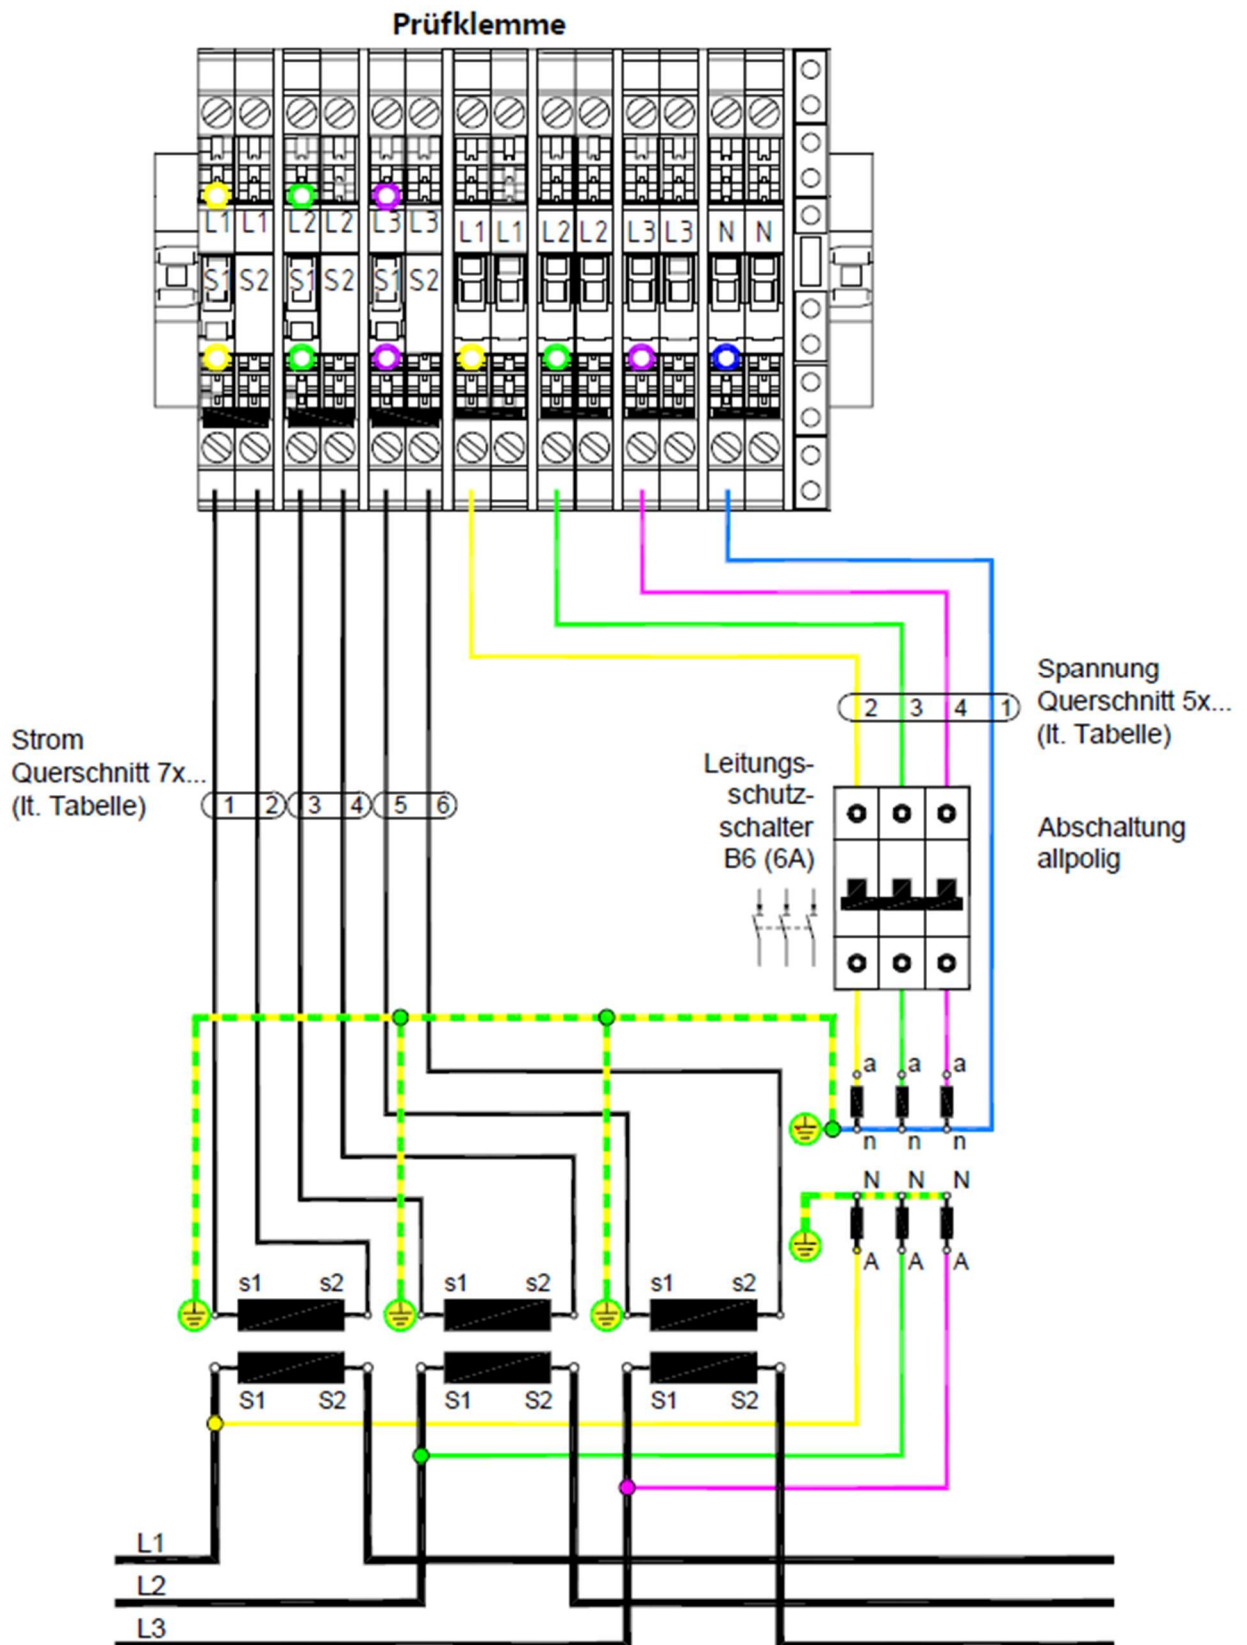 Prüfklemme
L1 L1 L2 L2 L3 L3 L1 L1 L2 L2 L3 L3 N N
S1 S2 S1 S2 S1 S2
Spannung
Querschnitt 5x...
(lt. Tabelle)
2 3 4 1
Strom
Querschnitt 7x...
(lt. Tabelle)
1 2 3 4 5 6
Leitungs-
schutz-
schalter
B6 (6A)
Abschaltung
allpolig
a a a
n n n
N N N
A A A
s1 s2 s1 s2 s1 s2
S1 S2 S1 S2 S1 S2
L1
L2
L3